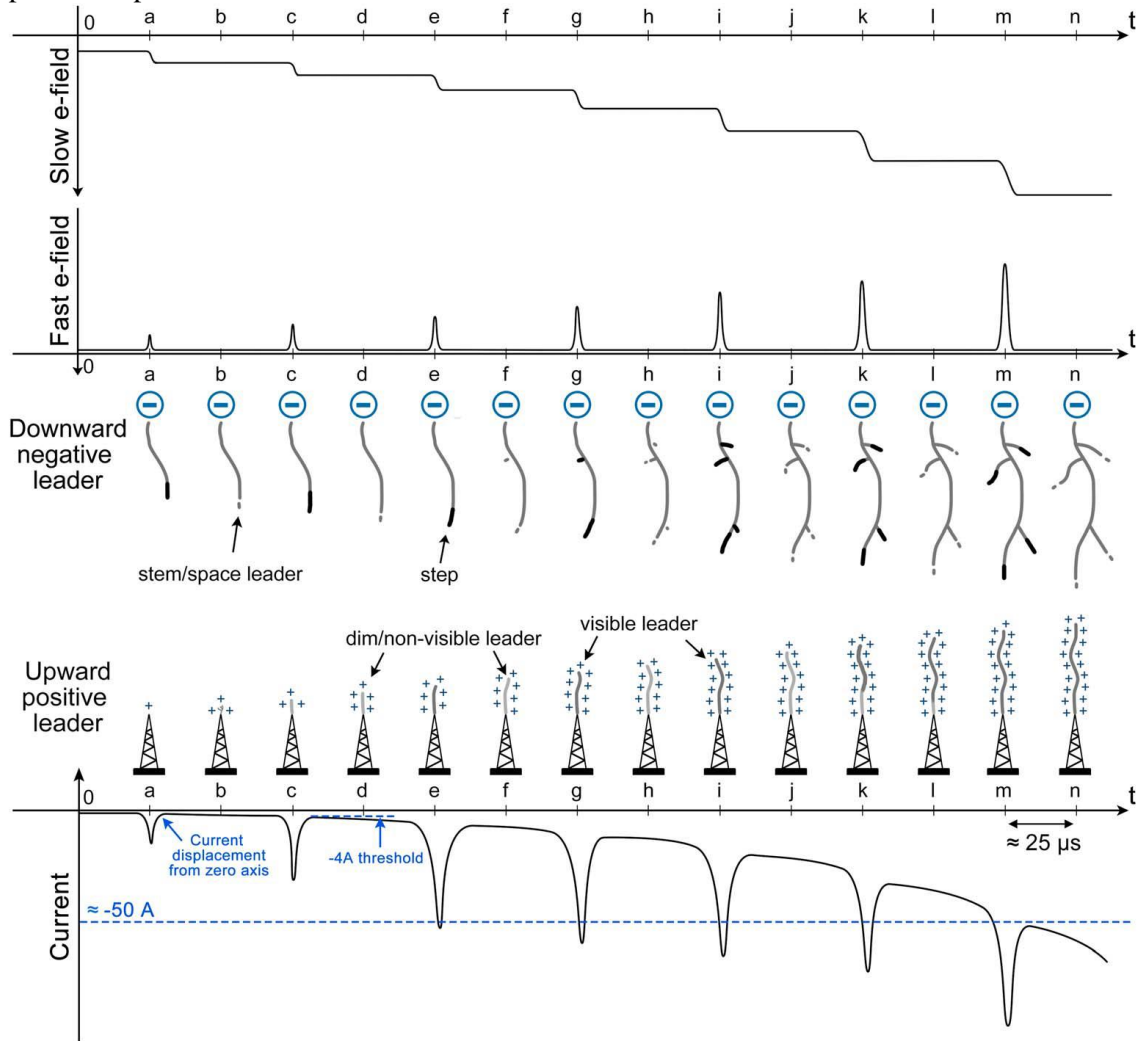 0 a b c d e f g h i j k l m n t
Slow e-field
Fast e-field
t
0
a b c d e f g h i j k l m n
Downward
negative
leader
stem/space leader
step
dim/non-visible leader
visible leader
Upward
positive
leader
0 a b c d e f g h i j k l m n t
Current
displacement
from zero axis
-4A threshold
≈ 25 µs
≈ -50 A
Current